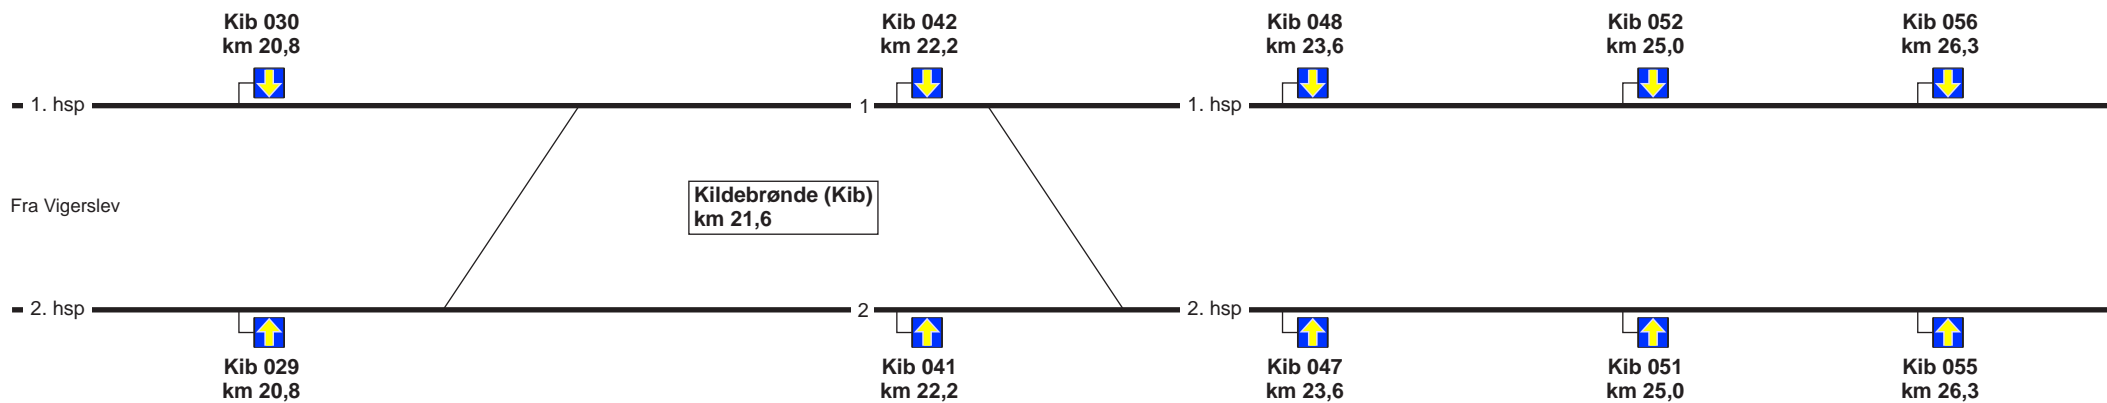 Kib 030
km 20,8
Kib 042
km 22,2
Kib 048
km 23,6
Kib 052
km 25,0
Kib 056
km 26,3
1. hsp
1
1. hsp
Kildebrønde (Kib)
km 21,6
Fra Vigerslev
2. hsp
2
2. hsp
Kib 029
km 20,8
Kib 041
km 22,2
Kib 047
km 23,6
Kib 051
km 25,0
Kib 055
km 26,3